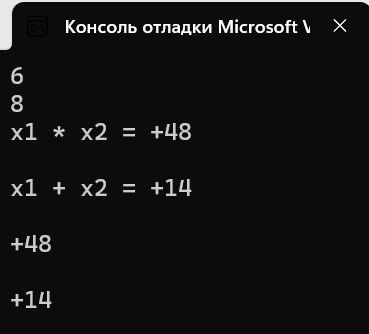 Консоль отладки Microsoft V
6
8
x1 * x2 = +48
x1 + x2 = +14
+48
+14